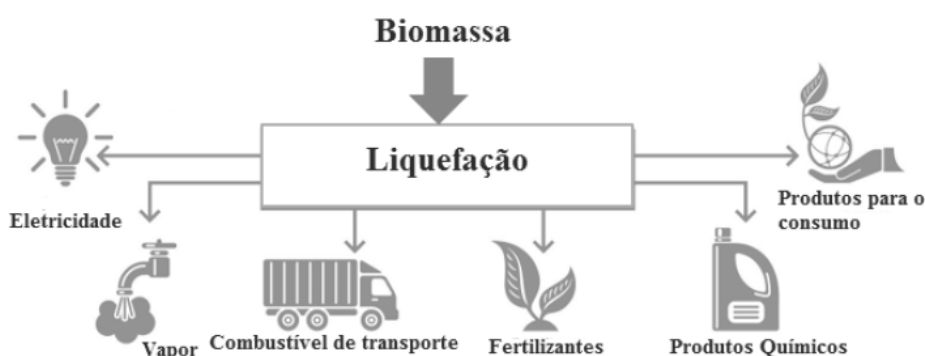 Biomassa
Liquefação
Eletricidade
Produtos para o
consumo
Vapor
Combustível de transporte
Fertilizantes
Produtos Químicos